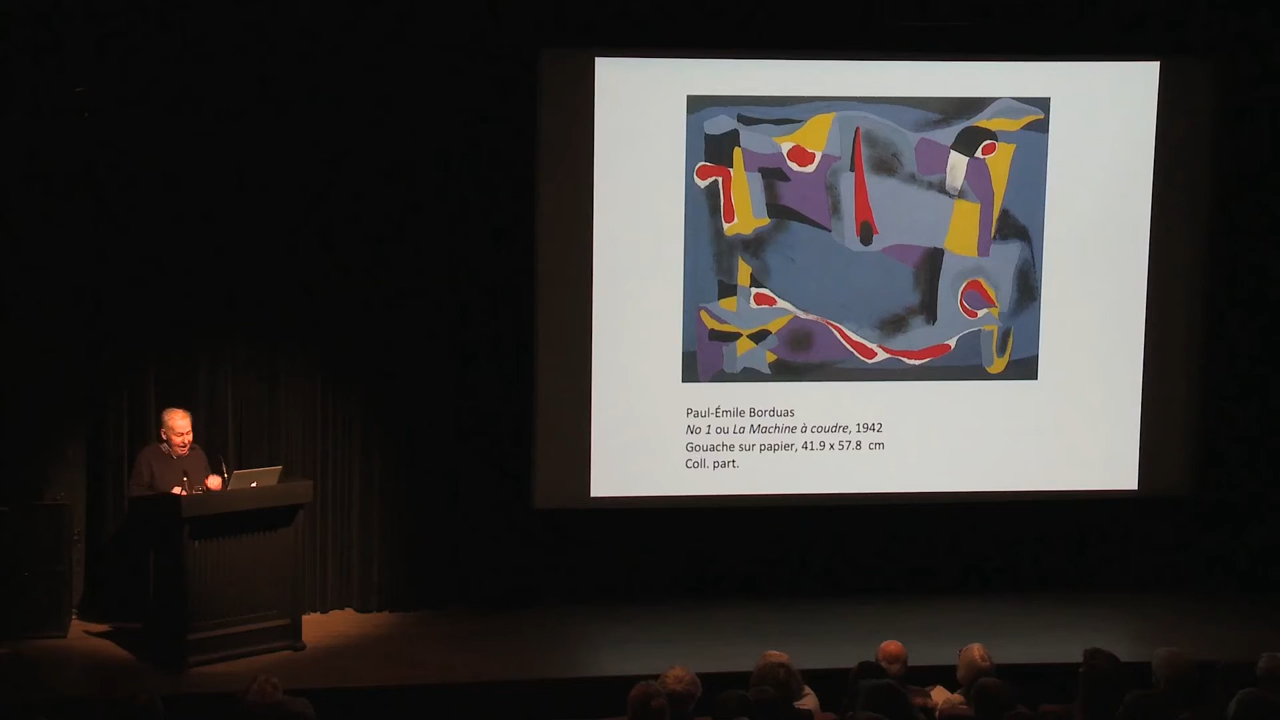 Paul-Émile Borduas
No 1 ou La Machine à coudre, 1942
Gouache sur papier, 41.9 x 57.8 cm
Coll. part.